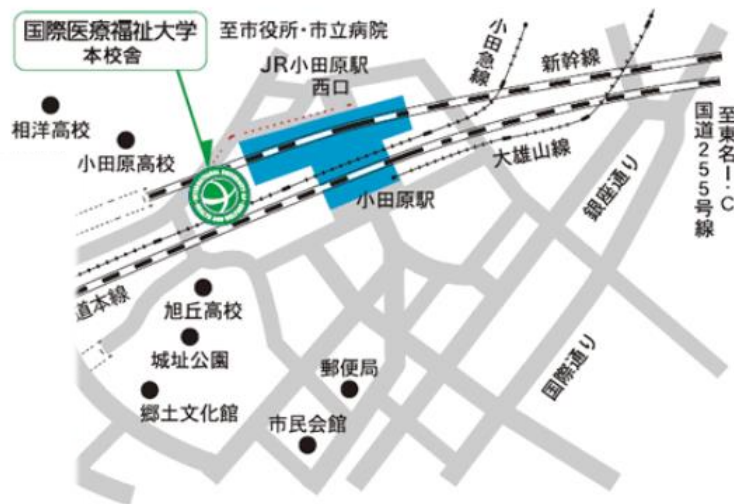 国際医療福祉大学
本校舎
至市役所・市立病院
JR小田原駅
西口
小田急線
新幹線
相洋高校
小田原高校
大雄山線
至東名I・C
国道255号線
銀座通り
小田原駅
道本線
旭丘高校
城址公園
郷土文化館
郵便局
市民会館
国際通り